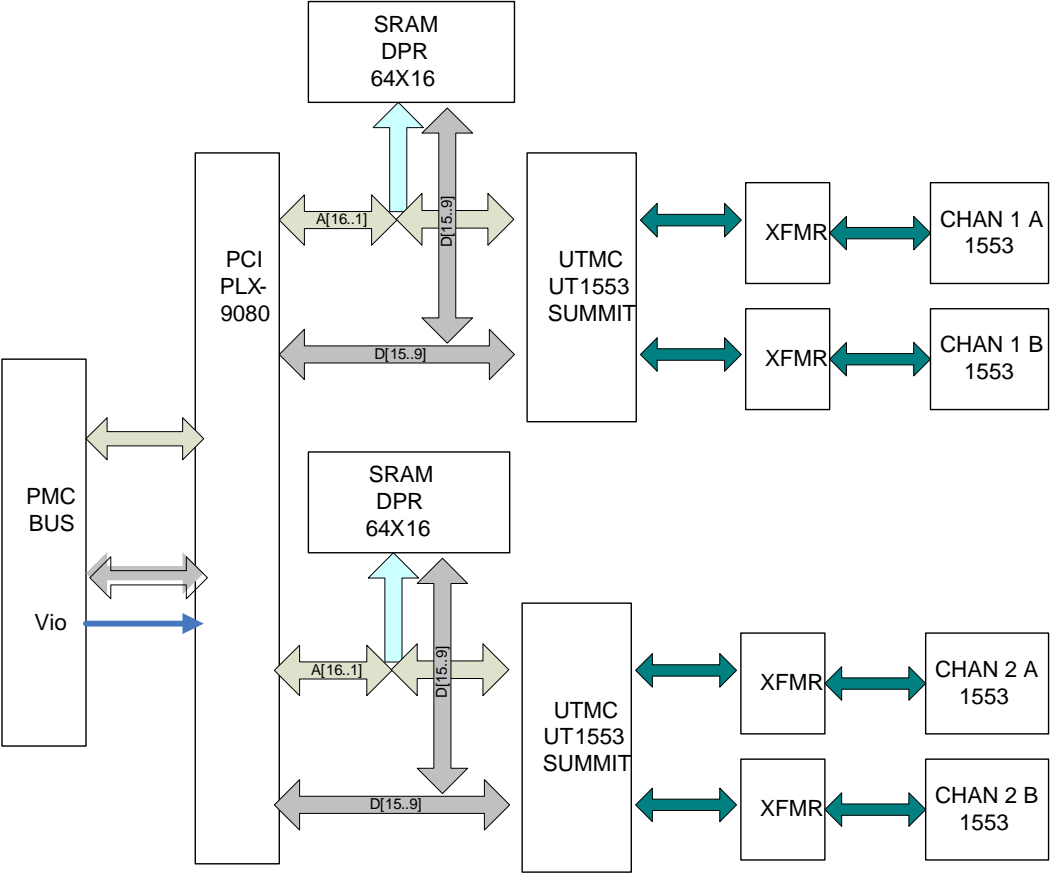 SRAM
DPR
64X16
A[16..1]
D[15..9]
D[15..9]
PCI
PLX-
9080
UTMC
UT1553
SUMMIT
XFMR
CHAN 1 A
1553
XFMR
CHAN 1 B
1553
PMC
BUS
Vio
SRAM
DPR
64X16
A[16..1]
D[15..9]
D[15..9]
UTMC
UT1553
SUMMIT
XFMR
CHAN 2 A
1553
XFMR
CHAN 2 B
1553